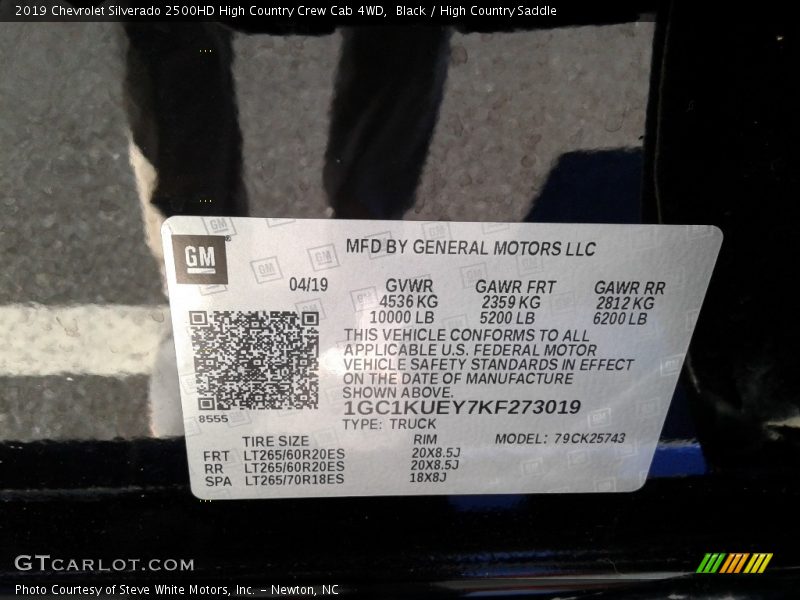 2019 Chevrolet Silverado 2500HD High Country Crew Cab 4WD, Black / High Country Saddle
GM
MFD BY GENERAL MOTORS LLC
04/19 GVWR GAWR FRT GAWR RR
4536 KG 2359 KG 2812 KG
10000 LB 5200 LB 6200 LB
THIS VEHICLE CONFORMS TO ALL
APPLICABLE U.S. FEDERAL MOTOR
VEHICLE SAFETY STANDARDS IN EFFECT
ON THE DATE OF MANUFACTURE
SHOWN ABOVE.
1GC1KUEY7KF273019
8555
TYPE: TRUCK
TIRE SIZE RIM MODEL: 79CK25743
FRT LT265/60R20ES 20X8.5J
RR LT265/60R20ES 20X8.5J
SPA LT265/70R18ES 18X8J
GTCARLOT.COM
Photo Courtesy of Steve White Motors, Inc. – Newton, NC